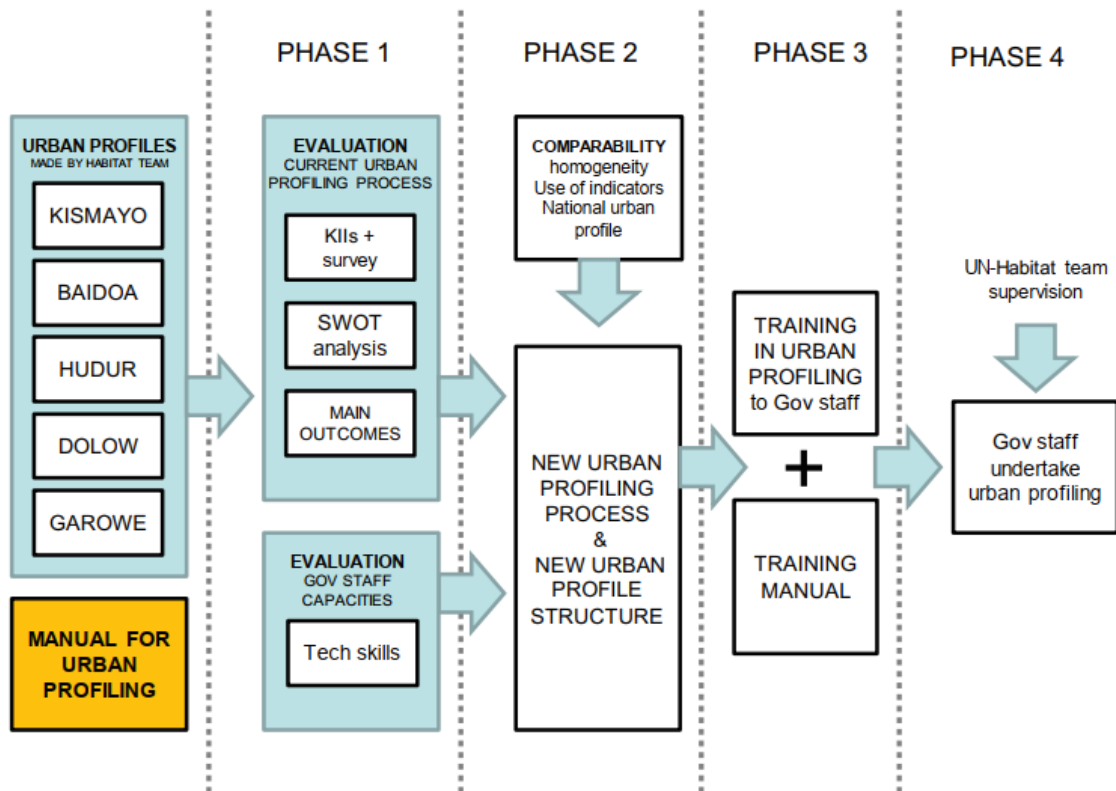 PHASE 1
PHASE 2
PHASE 3
PHASE 4
URBAN PROFILES
MADE BY HABITAT TEAM
KISMAYO
BAIDOA
HUDUR
DOLOW
GAROWE
MANUAL FOR
URBAN
PROFILING
EVALUATION
CURRENT URBAN
PROFILING PROCESS
KIIs +
survey
SWOT
analysis
MAIN
OUTCOMES
EVALUATION
GOV STAFF
CAPACITIES
Tech skills
COMPARABILITY
homogeneity
Use of indicators
National urban
profile
NEW URBAN
PROFILING
PROCESS
&
NEW URBAN
PROFILE
STRUCTURE
TRAINING
IN URBAN
PROFILING
to Gov staff
+
TRAINING
MANUAL
UN-Habitat team
supervision
Gov staff
undertake
urban profiling